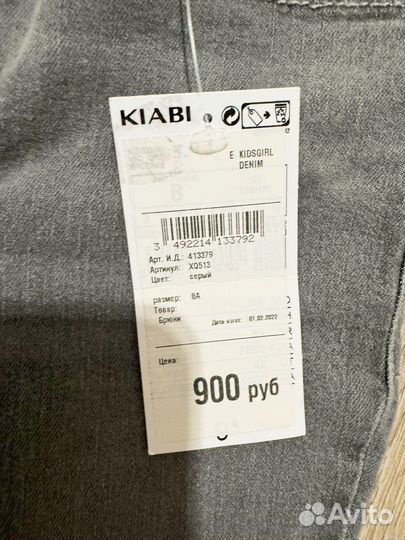 KIABI
E KIDSGIRL
DENIM
3 492214 133792
Арт. И.Д.: 413379
Артикул: XQ513
Цвет: серый
размер: 8A
Товар:
Брюки Дата изгот: 01.02.2022
Цена:
900 руб
Avito